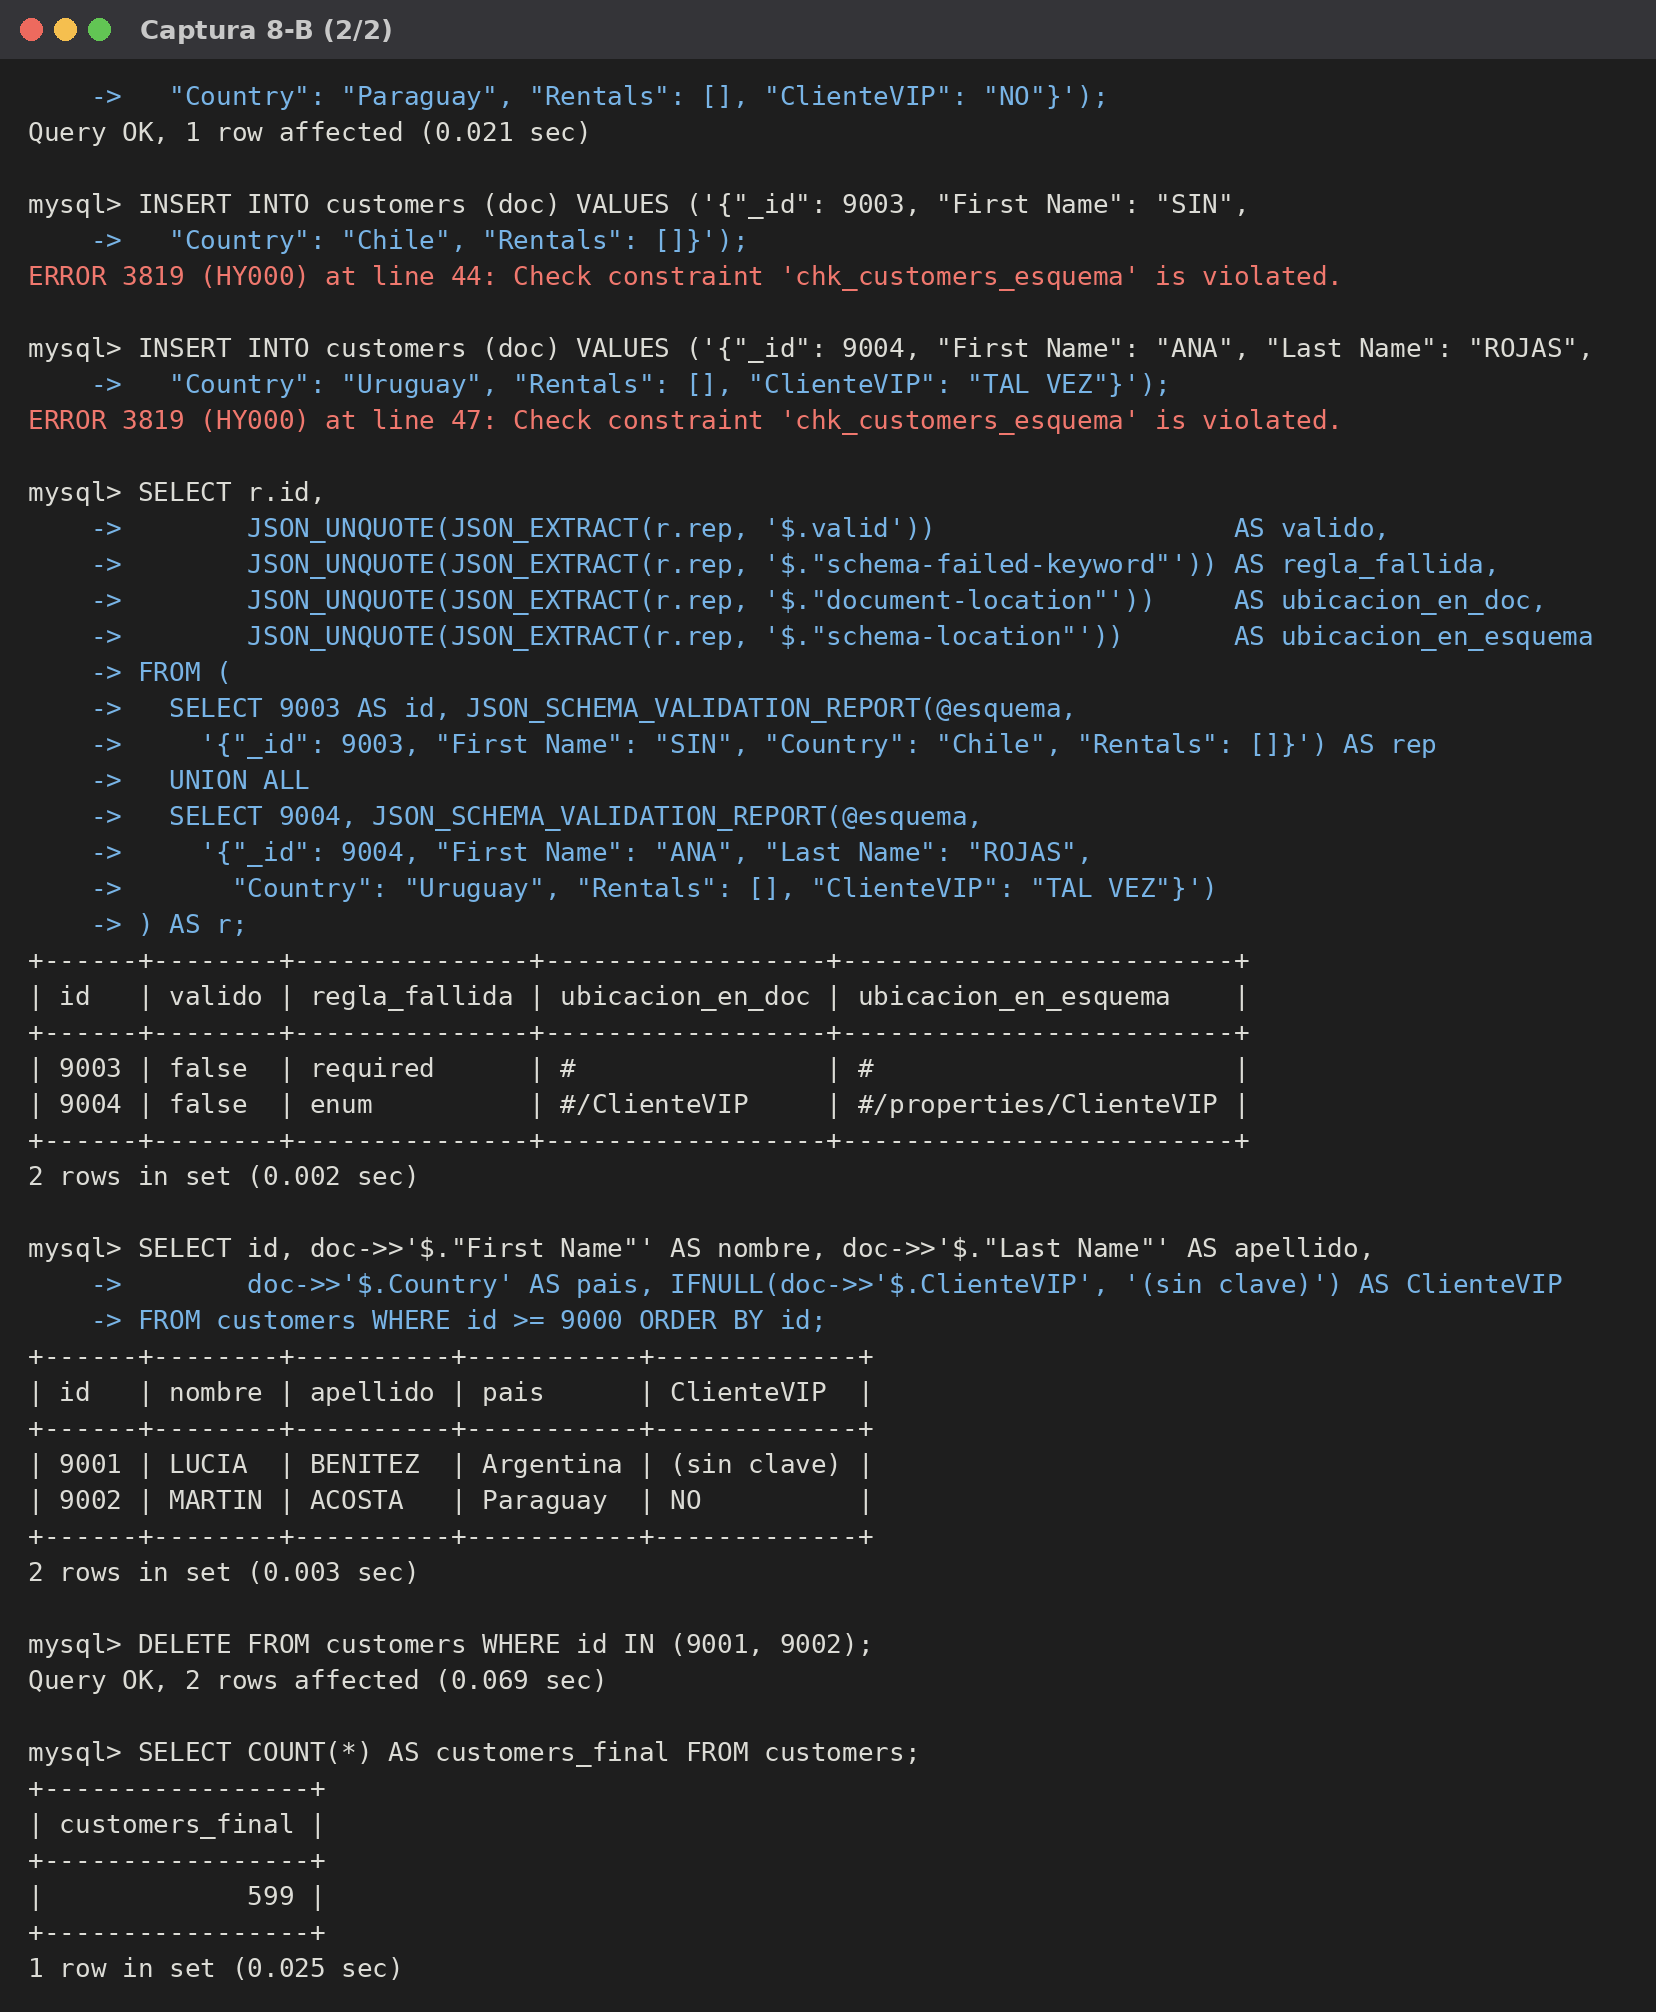 Captura 8-B (2/2)
    ->   "Country": "Paraguay", "Rentals": [], "ClienteVIP": "NO"}');
Query OK, 1 row affected (0.021 sec)
mysql> INSERT INTO customers (doc) VALUES ('{"_id": 9003, "First Name": "SIN",
    ->   "Country": "Chile", "Rentals": []}');
ERROR 3819 (HY000) at line 44: Check constraint 'chk_customers_esquema' is violated.
mysql> INSERT INTO customers (doc) VALUES ('{"_id": 9004, "First Name": "ANA", "Last Name": "ROJAS",
    ->   "Country": "Uruguay", "Rentals": [], "ClienteVIP": "TAL VEZ"}');
ERROR 3819 (HY000) at line 47: Check constraint 'chk_customers_esquema' is violated.
mysql> SELECT r.id,
    ->        JSON_UNQUOTE(JSON_EXTRACT(r.rep, '$.valid'))                   AS valido,
    ->        JSON_UNQUOTE(JSON_EXTRACT(r.rep, '$."schema-failed-keyword"')) AS regla_fallida,
    ->        JSON_UNQUOTE(JSON_EXTRACT(r.rep, '$."document-location"'))     AS ubicacion_en_doc,
    ->        JSON_UNQUOTE(JSON_EXTRACT(r.rep, '$."schema-location"'))       AS ubicacion_en_esquema
    -> FROM (
    ->   SELECT 9003 AS id, JSON_SCHEMA_VALIDATION_REPORT(@esquema,
    ->     '{"_id": 9003, "First Name": "SIN", "Country": "Chile", "Rentals": []}') AS rep
    ->   UNION ALL
    ->   SELECT 9004, JSON_SCHEMA_VALIDATION_REPORT(@esquema,
    ->     '{"_id": 9004, "First Name": "ANA", "Last Name": "ROJAS",
    ->       "Country": "Uruguay", "Rentals": [], "ClienteVIP": "TAL VEZ"}')
    -> ) AS r;
+------+--------+---------------+------------------+-------------------------+
| id   | valido | regla_fallida | ubicacion_en_doc | ubicacion_en_esquema    |
+------+--------+---------------+------------------+-------------------------+
| 9003 | false  | required      | #                | #                       |
| 9004 | false  | enum          | #/ClienteVIP     | #/properties/ClienteVIP |
+------+--------+---------------+------------------+-------------------------+
2 rows in set (0.002 sec)
mysql> SELECT id, doc->>'$."First Name"' AS nombre, doc->>'$."Last Name"' AS apellido,
    ->        doc->>'$.Country' AS pais, IFNULL(doc->>'$.ClienteVIP', '(sin clave)') AS ClienteVIP
    -> FROM customers WHERE id >= 9000 ORDER BY id;
+------+--------+----------+-----------+-------------+
| id   | nombre | apellido | pais      | ClienteVIP  |
+------+--------+----------+-----------+-------------+
| 9001 | LUCIA  | BENITEZ  | Argentina | (sin clave) |
| 9002 | MARTIN | ACOSTA   | Paraguay  | NO          |
+------+--------+----------+-----------+-------------+
2 rows in set (0.003 sec)
mysql> DELETE FROM customers WHERE id IN (9001, 9002);
Query OK, 2 rows affected (0.069 sec)
mysql> SELECT COUNT(*) AS customers_final FROM customers;
+-----------------+
| customers_final |
+-----------------+
|             599 |
+-----------------+
1 row in set (0.025 sec)